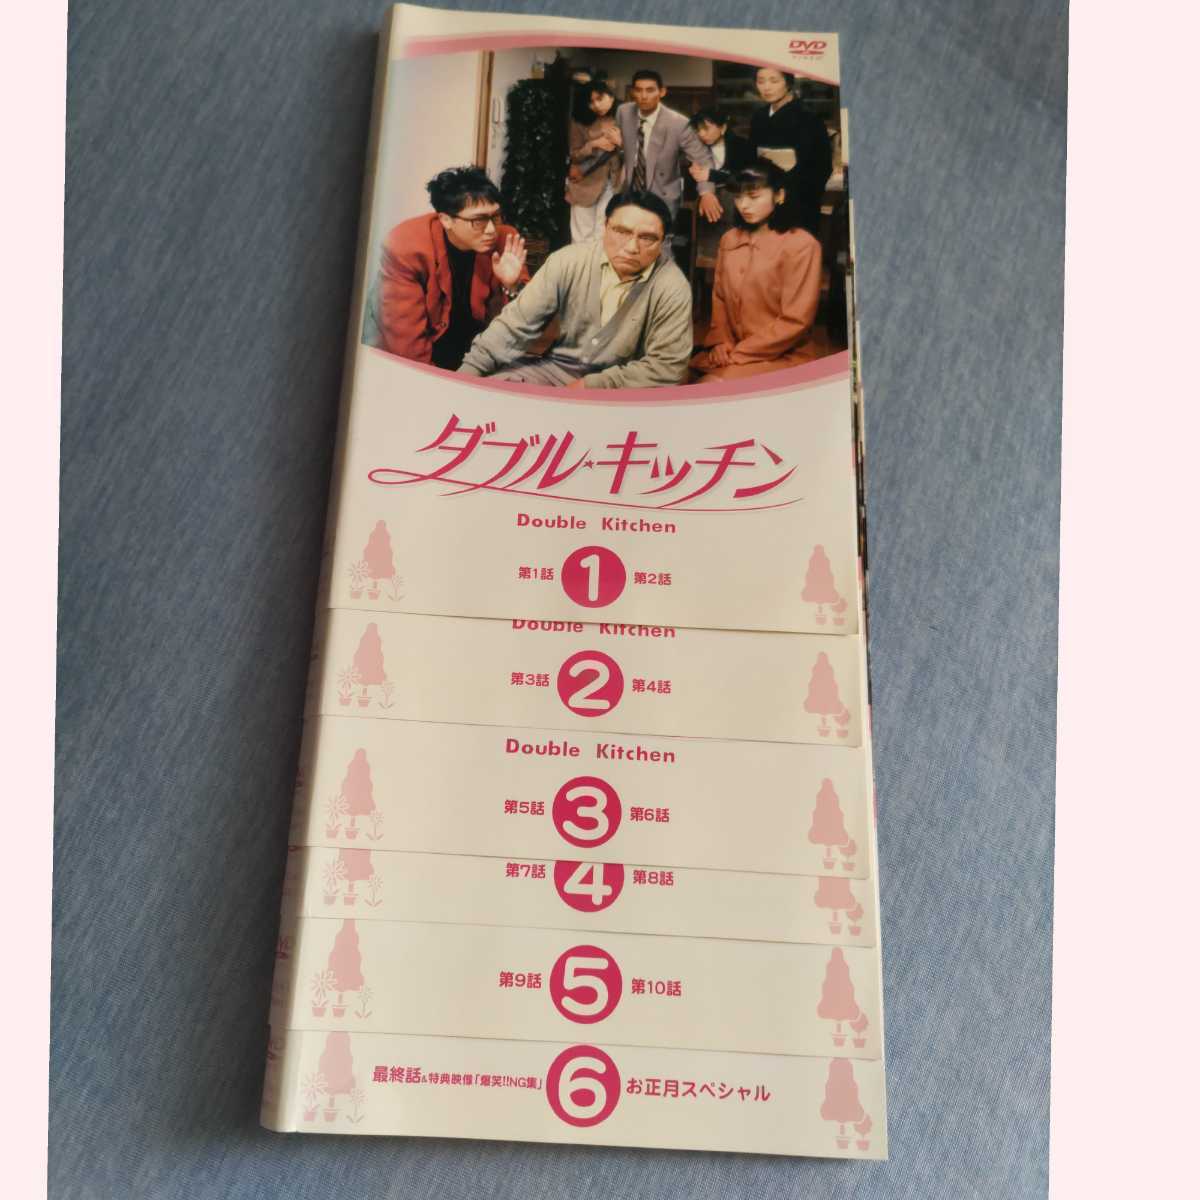 DVD
ダブル★キッチン
Double Kitchen
第1話 1 第2話
Double Kitchen
第3話 2 第4話
Double Kitchen
第5話 3 第6話
第7話 4 第8話
第9話 5 第10話
最終話&特典映像「爆笑!!NG集」 6 お正月スペシャル